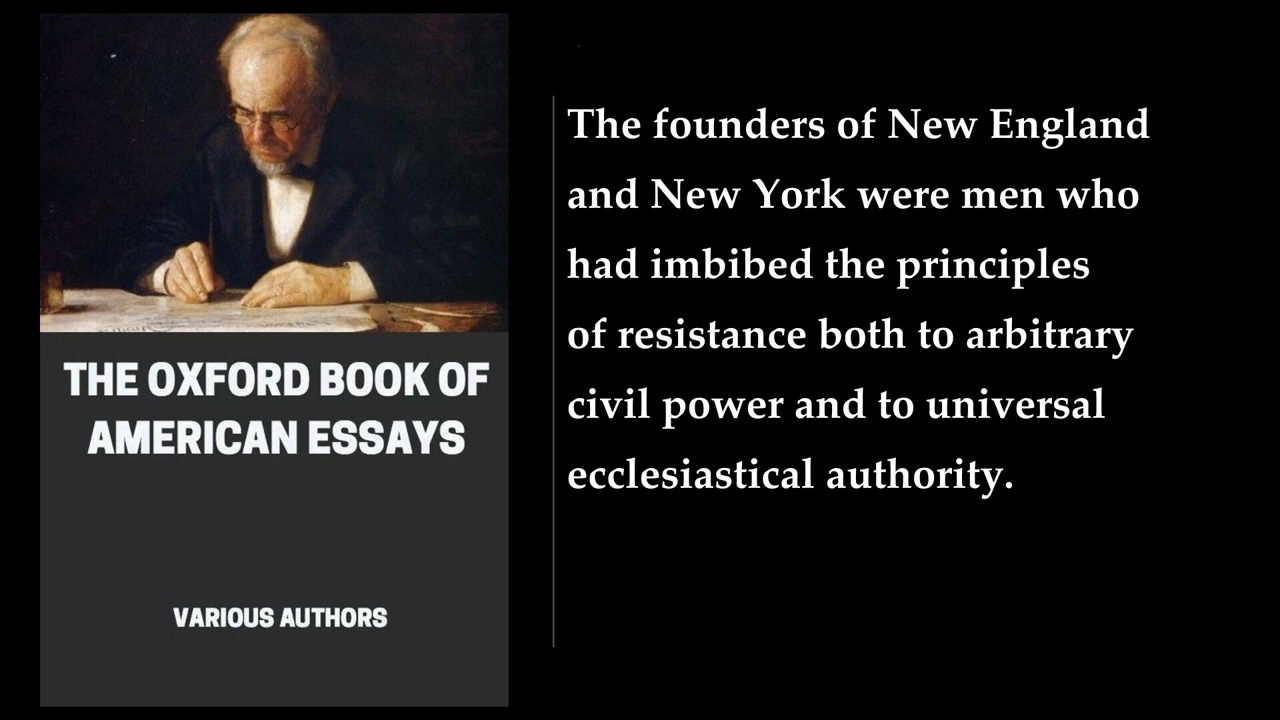 THE OXFORD BOOK OF
AMERICAN ESSAYS
VARIOUS AUTHORS
The founders of New England
and New York were men who
had imbibed the principles
of resistance both to arbitrary
civil power and to universal
ecclesiastical authority.